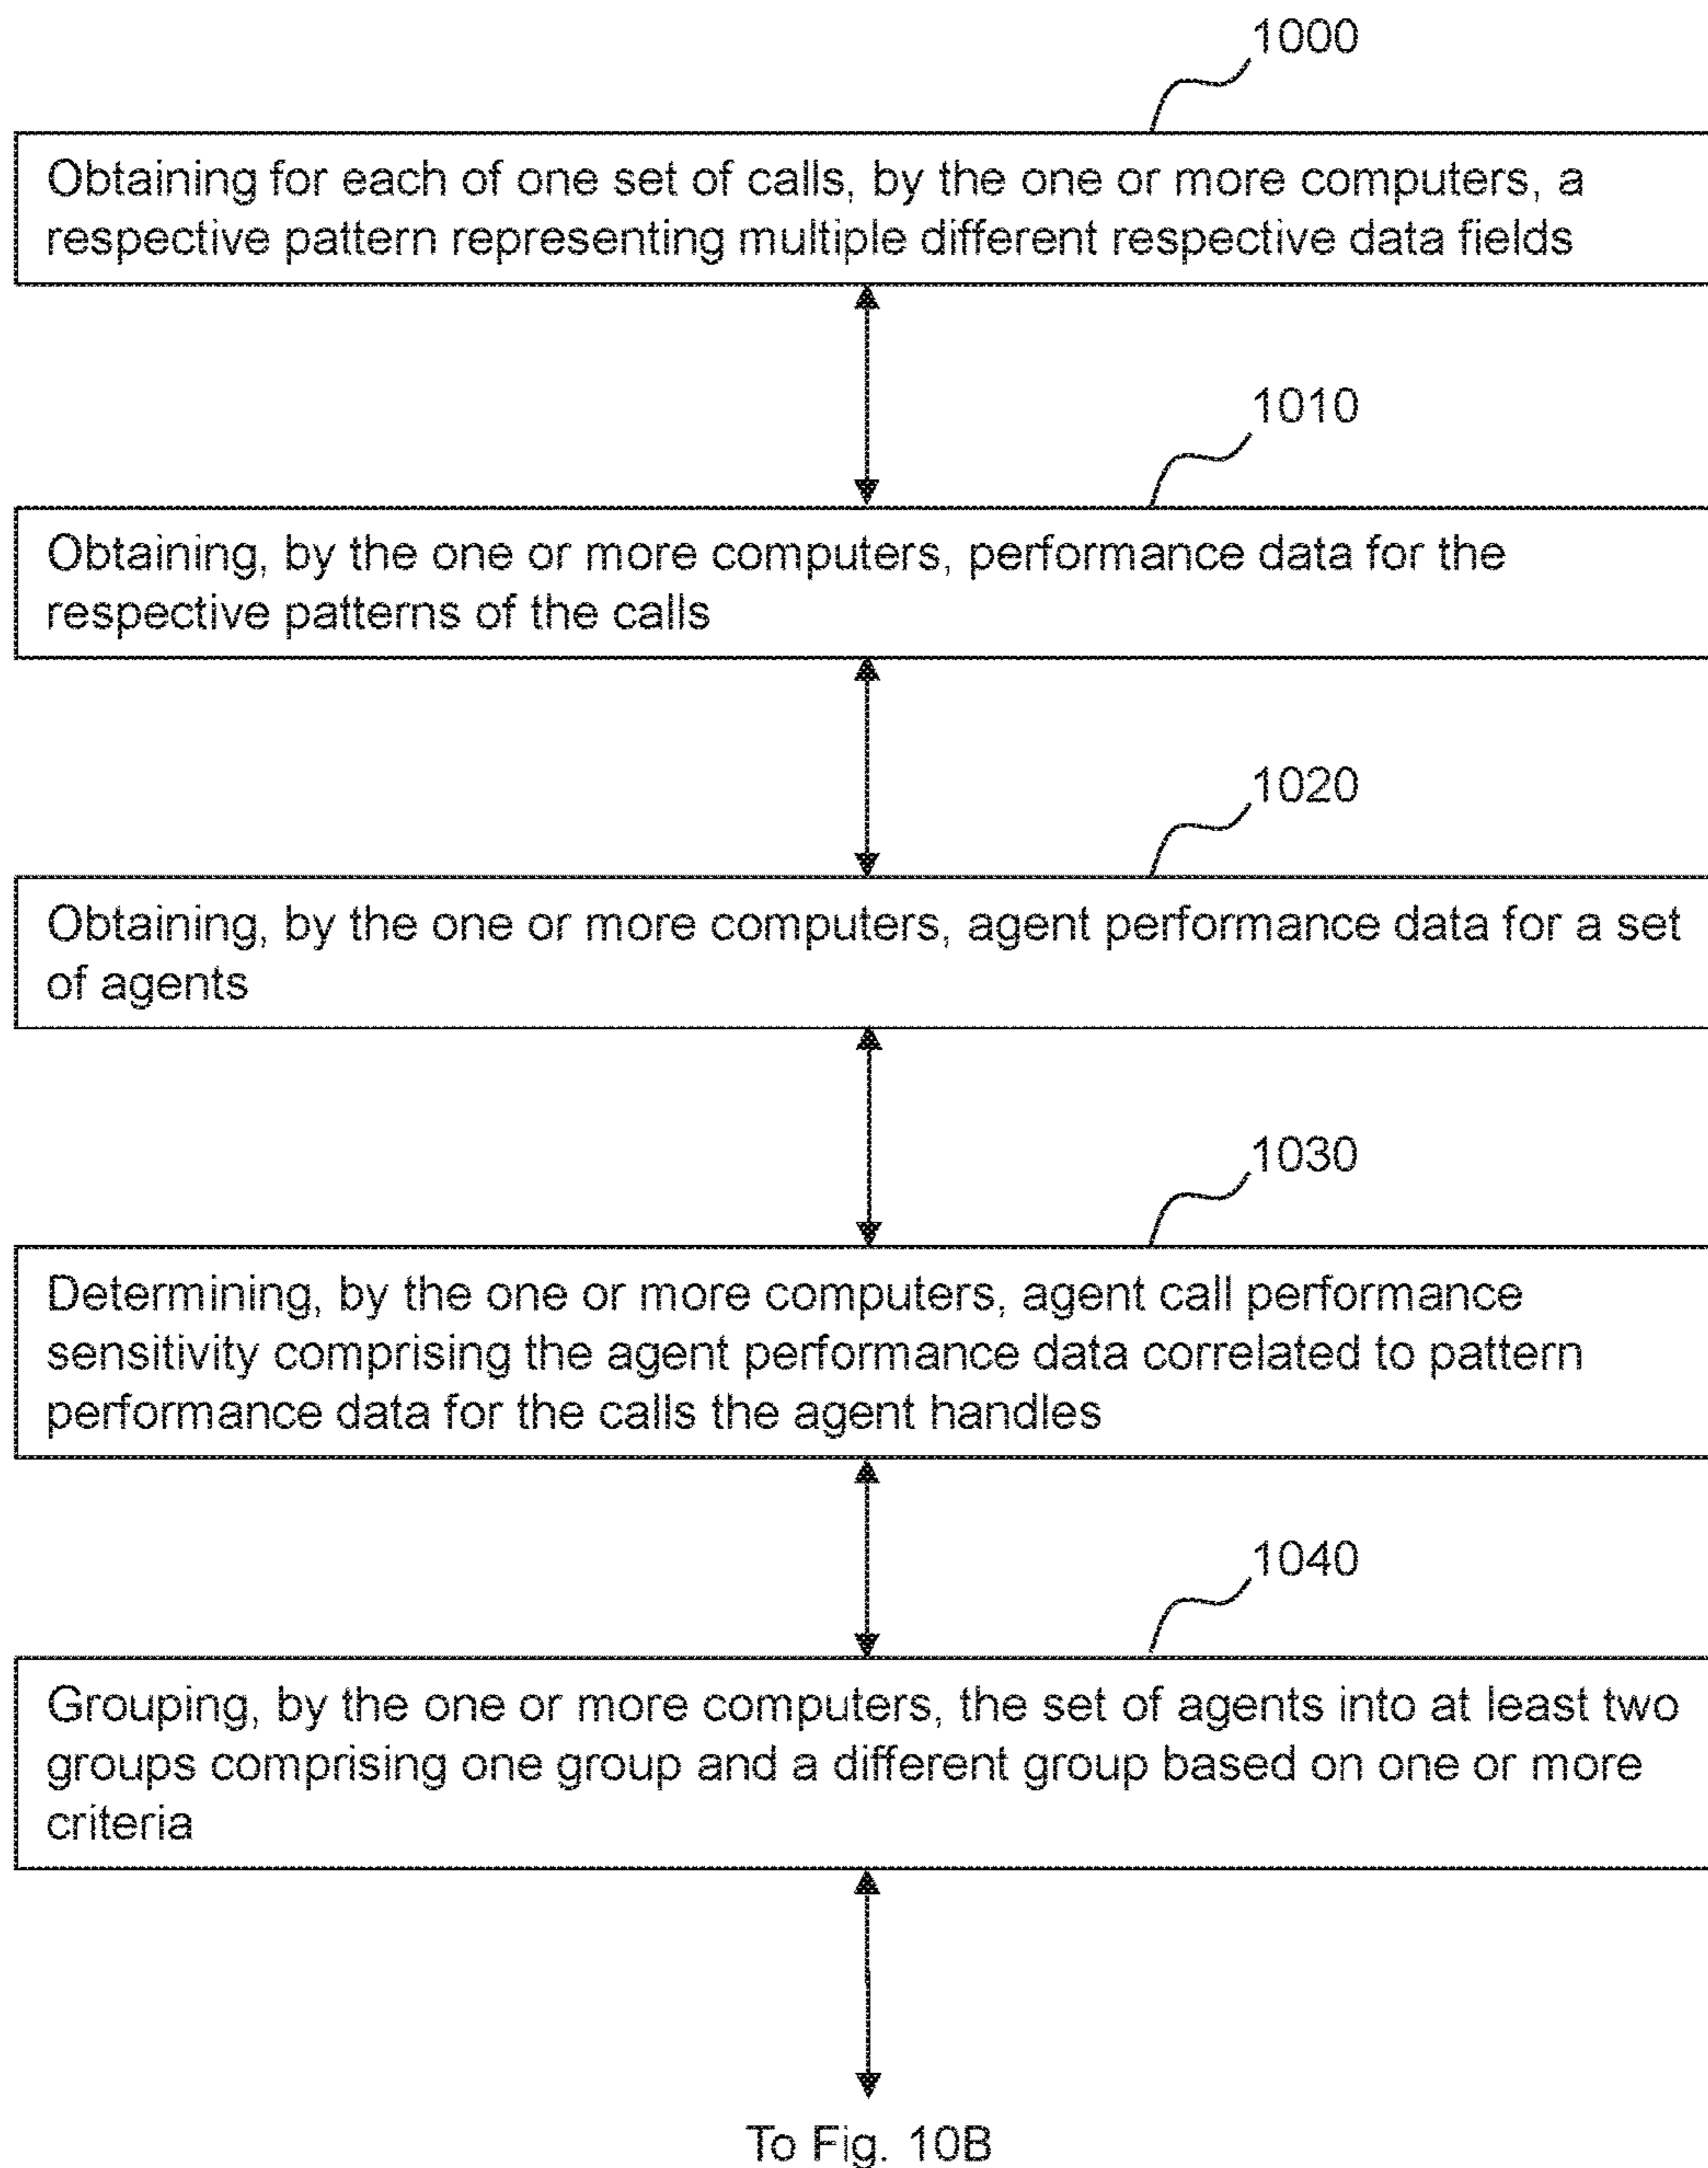 1000
Obtaining for each of one set of calls, by the one or more computers, a
respective pattern representing multiple different respective data fields
1010
Obtaining, by the one or more computers, performance data for the
respective patterns of the calls
1020
Obtaining, by the one or more computers, agent performance data for a set
of agents
1030
Determining, by the one or more computers, agent call performance
sensitivity comprising the agent performance data correlated to pattern
performance data for the calls the agent handles
1040
Grouping, by the one or more computers, the set of agents into at least two
groups comprising one group and a different group based on one or more
criteria
To Fig. 10B